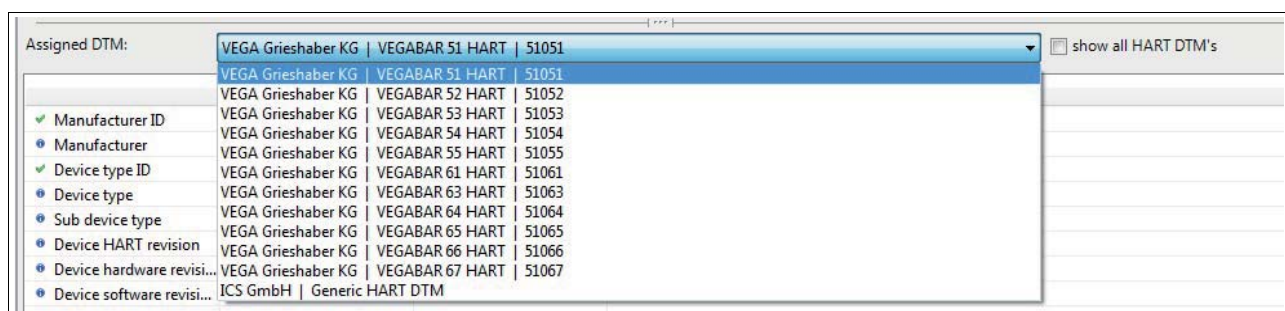 Assigned DTM:
VEGA Grieshaber KG | VEGABAR 51 HART | 51051
show all HART DTM's
VEGA Grieshaber KG | VEGABAR 51 HART | 51051
VEGA Grieshaber KG | VEGABAR 52 HART | 51052
VEGA Grieshaber KG | VEGABAR 53 HART | 51053
VEGA Grieshaber KG | VEGABAR 54 HART | 51054
VEGA Grieshaber KG | VEGABAR 55 HART | 51055
VEGA Grieshaber KG | VEGABAR 61 HART | 51061
VEGA Grieshaber KG | VEGABAR 63 HART | 51063
VEGA Grieshaber KG | VEGABAR 64 HART | 51064
VEGA Grieshaber KG | VEGABAR 65 HART | 51065
VEGA Grieshaber KG | VEGABAR 66 HART | 51066
VEGA Grieshaber KG | VEGABAR 67 HART | 51067
ICS GmbH | Generic HART DTM
Manufacturer ID
Manufacturer
Device type ID
Device type
Sub device type
Device HART revision
Device hardware revisi...
Device software revisi...